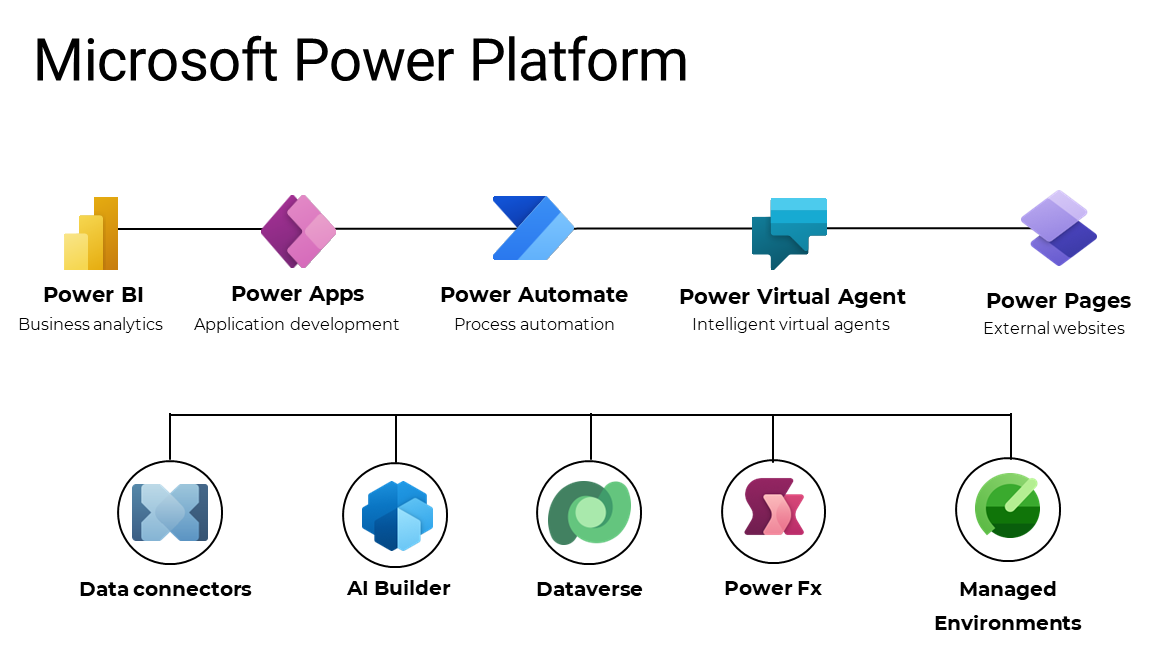 Microsoft Power Platform
Power BI
Business analytics
Power Apps
Application development
Power Automate
Process automation
Power Virtual Agent
Intelligent virtual agents
Power Pages
External websites
Data connectors
AI Builder
Dataverse
Power Fx
Managed
Environments